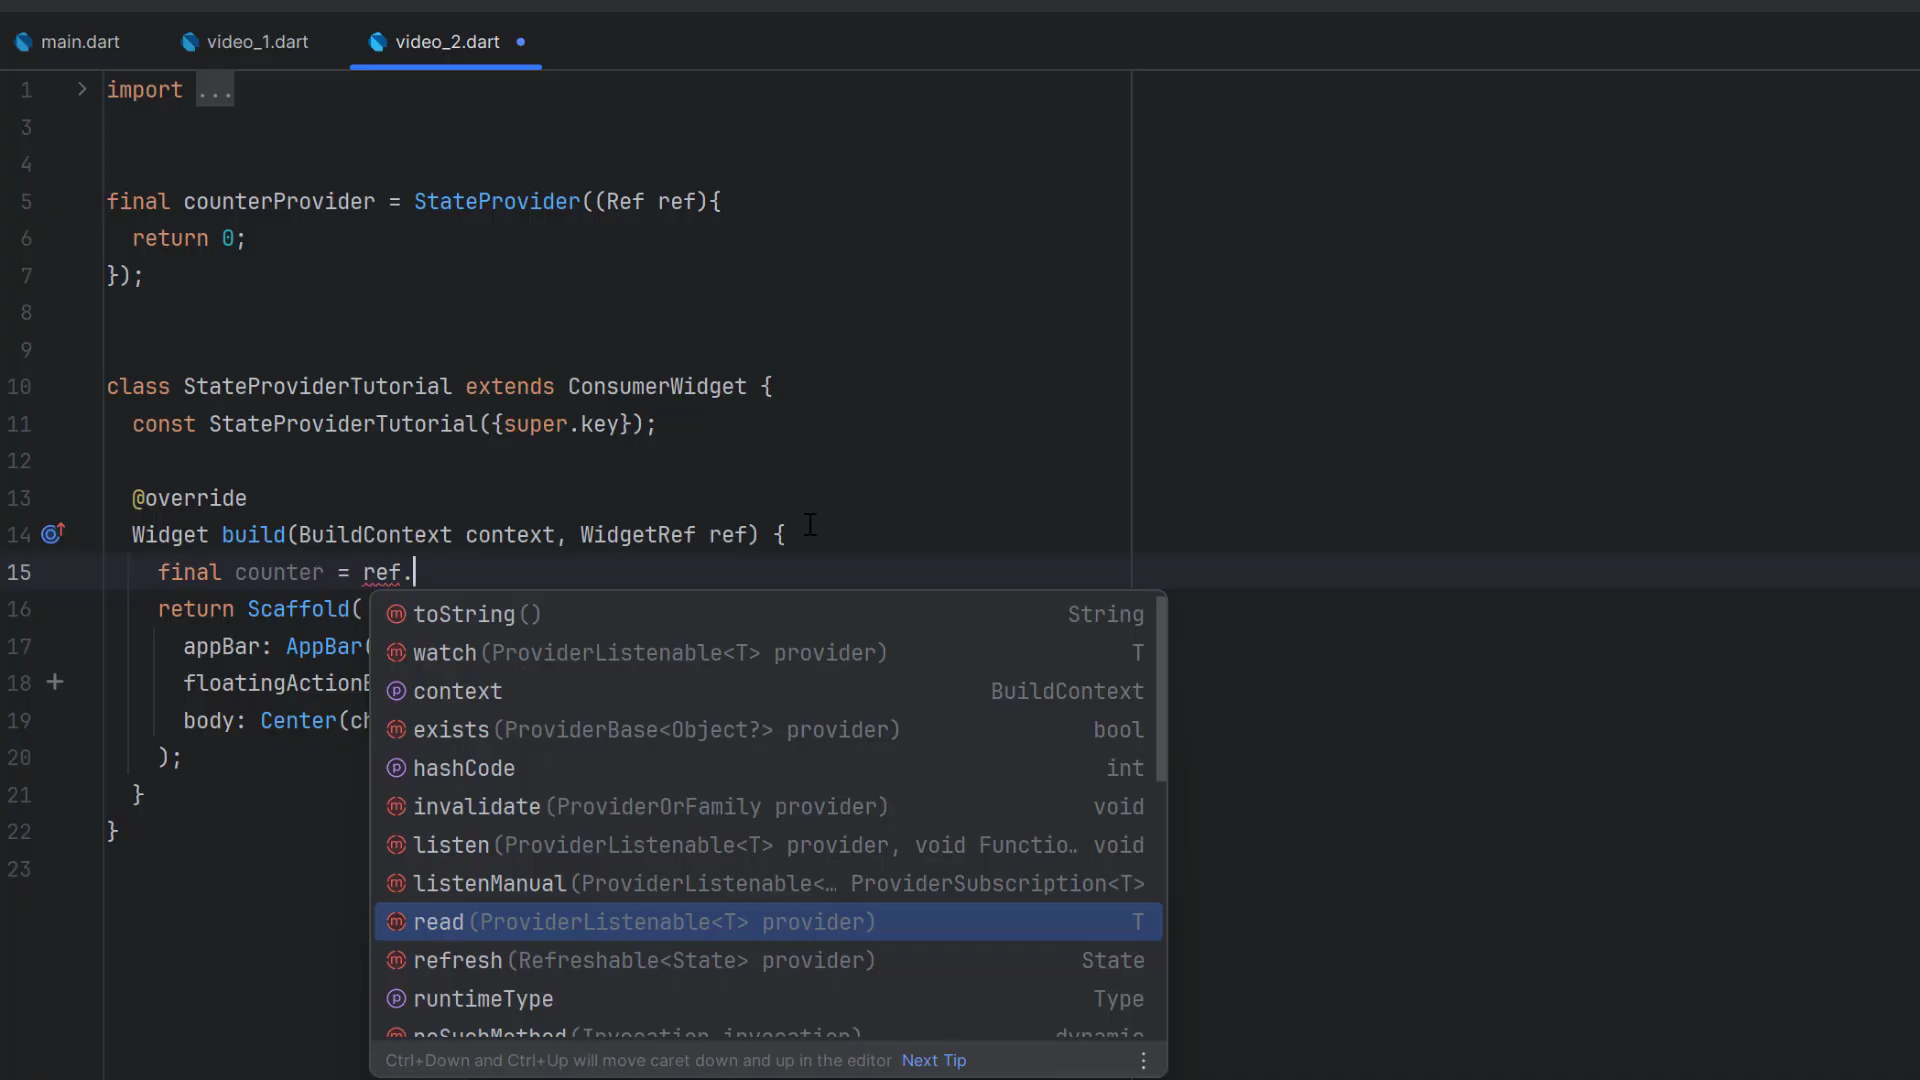 main.dart video_1.dart video_2.dart
1 import ...
3
4
5 final counterProvider = StateProvider((Ref ref){
6 return 0;
7 });
8
9
10 class StateProviderTutorial extends ConsumerWidget {
11 const StateProviderTutorial({super.key});
12
13 @override
14 Widget build(BuildContext context, WidgetRef ref) {
15 final counter = ref.
16 return Scaffold(
17 appBar: AppBar(
18 floatingActionB
19 body: Center(ch
20 );
21 }
22 }
23
toString() String
watch(ProviderListenable<T> provider) T
context BuildContext
exists(ProviderBase<Object?> provider) bool
hashCode int
invalidate(ProviderOrFamily provider) void
listen(ProviderListenable<T> provider, void Functio… void
listenManual(ProviderListenable<… ProviderSubscription<T>
read(ProviderListenable<T> provider) T
refresh(Refreshable<State> provider) State
runtimeType Type
noSuchMethod(Invocation invocation) dynamic
Ctrl+Down and Ctrl+Up will move caret down and up in the editor Next Tip